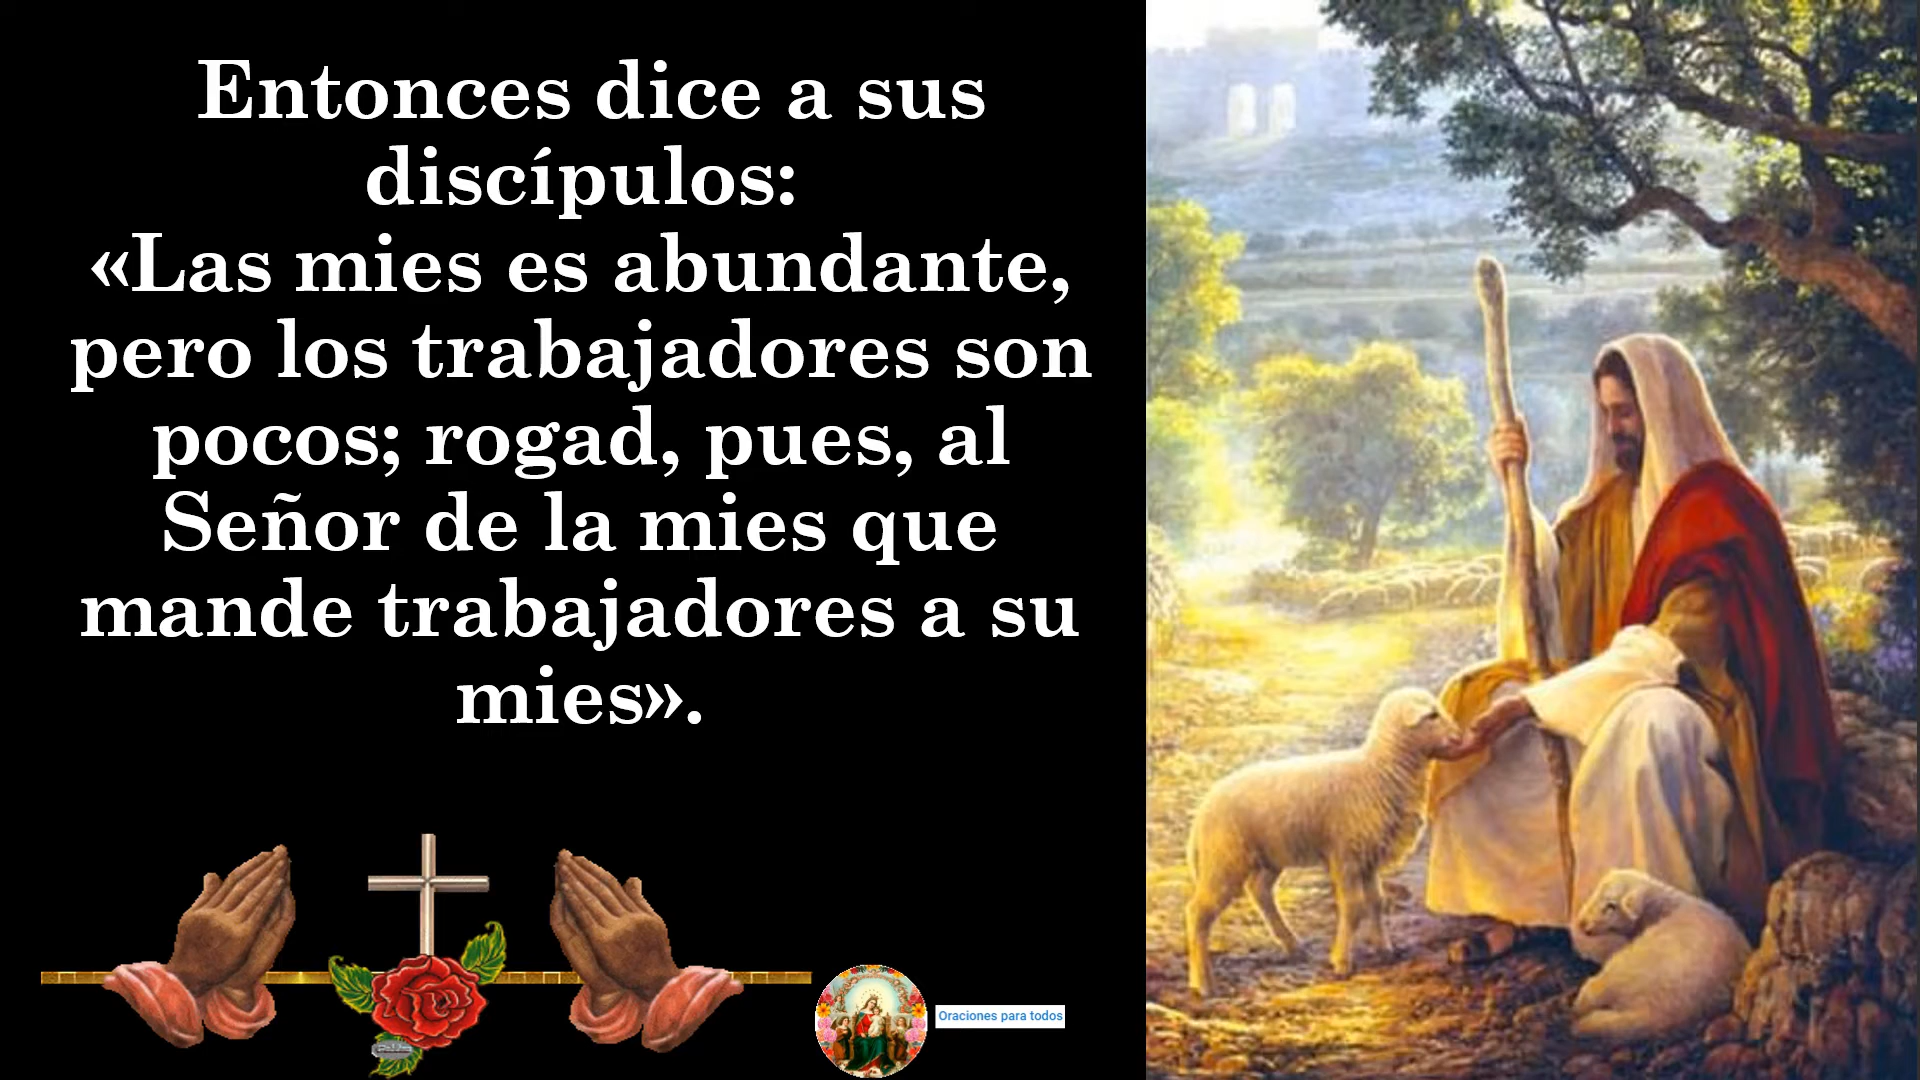 Entonces dice a sus
discípulos:
«Las mies es abundante,
pero los trabajadores son
pocos; rogad, pues, al
Señor de la mies que
mande trabajadores a su
mies».
Oraciones para todos